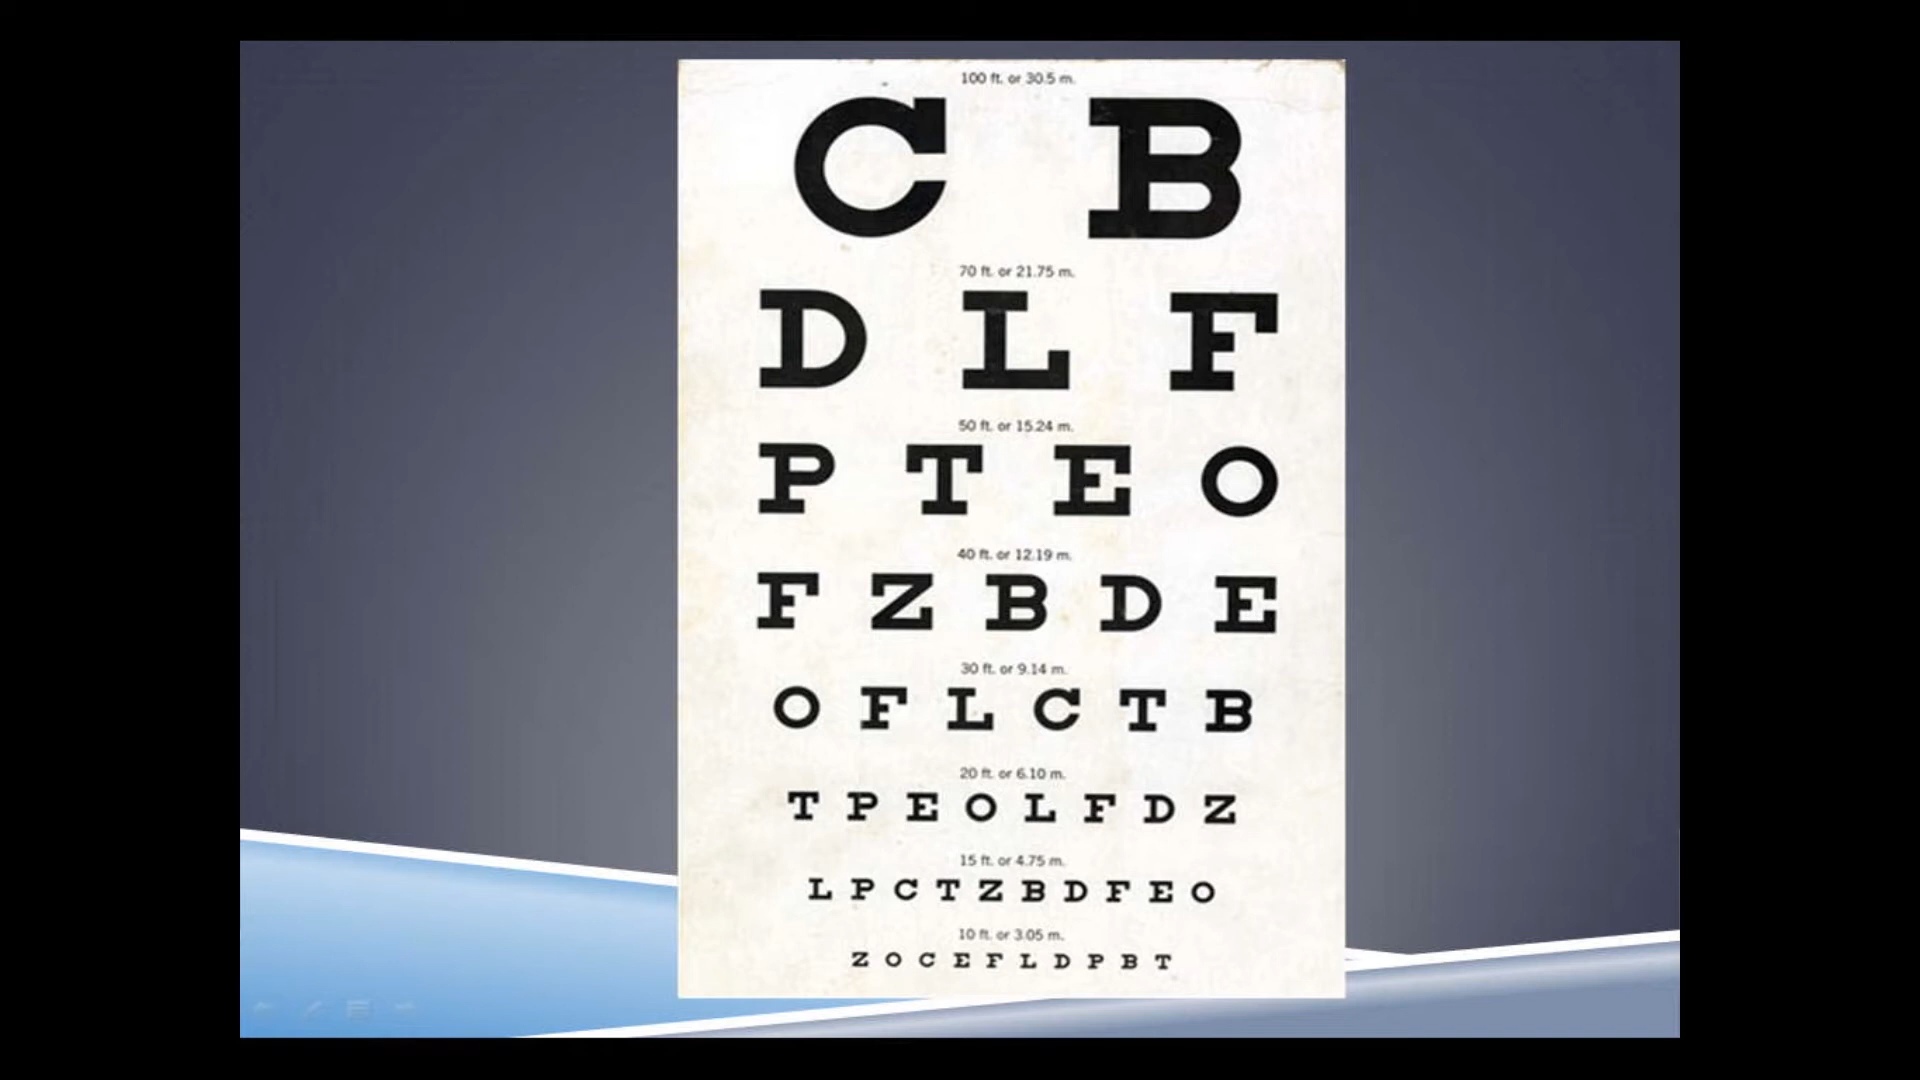 100 ft. or 30.5 m.
C B
70 ft. or 21.75 m.
D L F
50 ft. or 15.24 m.
P T E O
40 ft. or 12.19 m.
F Z B D E
30 ft. or 9.14 m.
O F L C T B
20 ft. or 6.10 m.
T P E O L F D Z
15 ft. or 4.75 m.
L P C T Z B D F E O
10 ft. or 3.05 m.
Z O C E F L D P B T